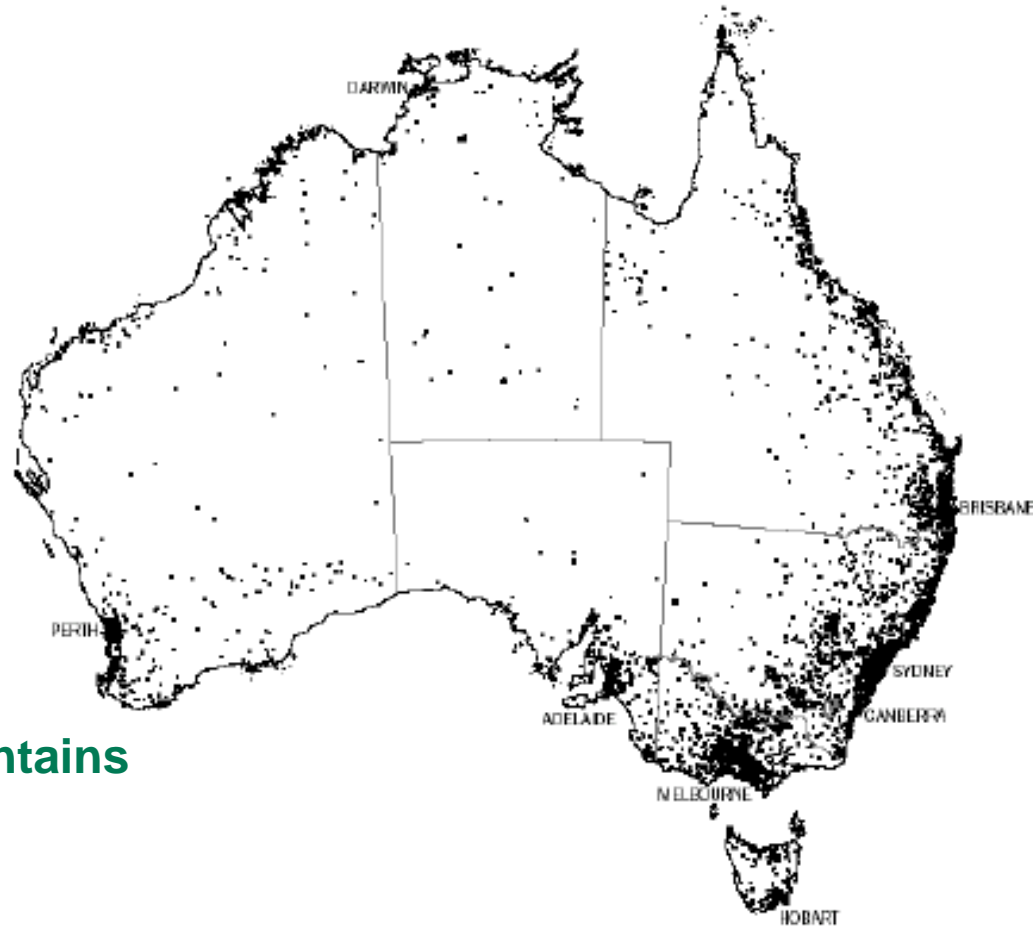 DARWIN
BRISBANE
PERTH
SYDNEY
ADELAIDE
CANBERRA
ntains
MELBOURNE
HOBART